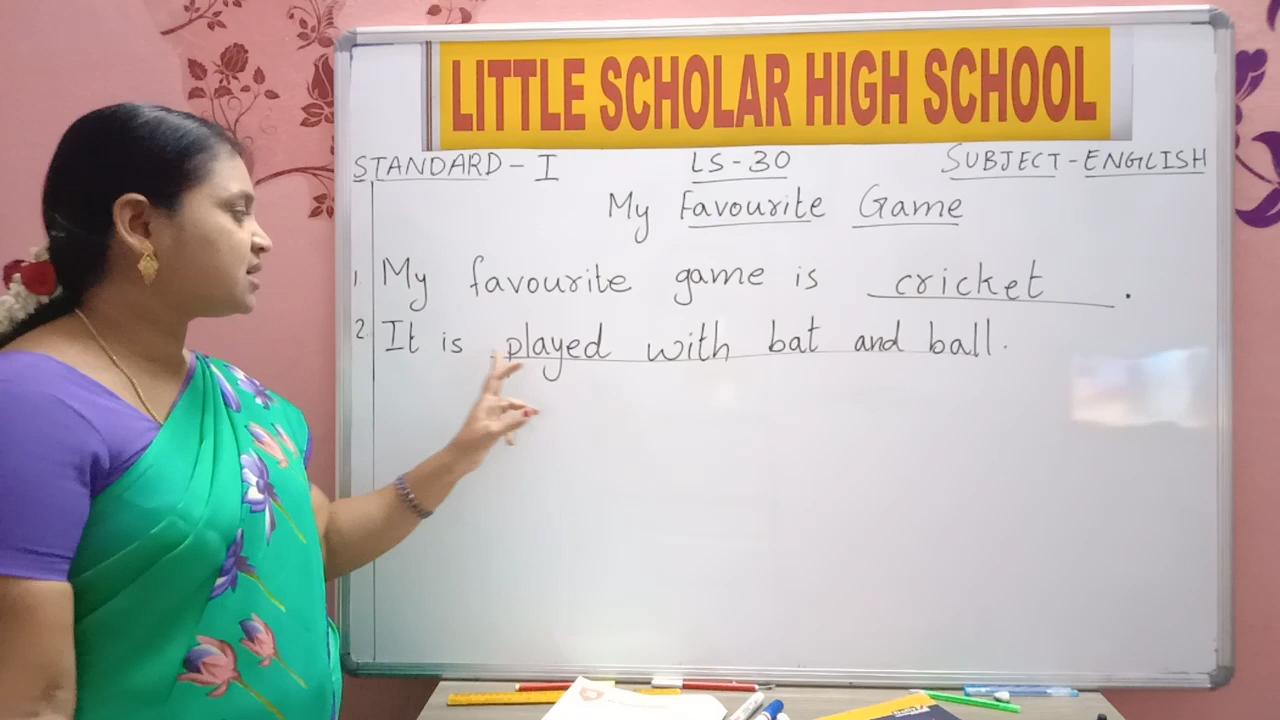 LITTLE SCHOLAR HIGH SCHOOL
STANDARD - I LS-30 SUBJECT - ENGLISH
My Favourite Game
1. My favourite game is cricket.
2. It is played with bat and ball.